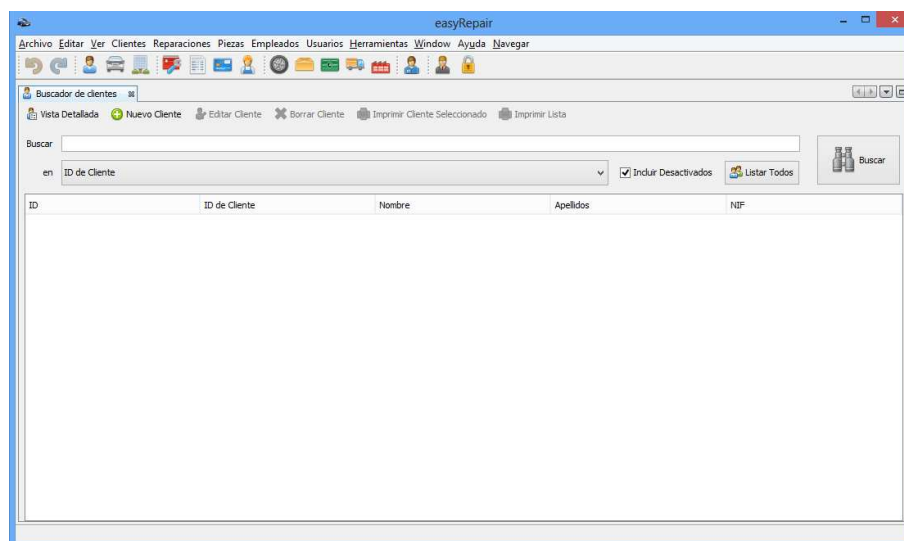 easyRepair
Archivo Editar Ver Clientes Reparaciones Piezas Empleados Usuarios Herramientas Window Ayuda Navegar
Buscador de clientes
Vista Detallada Nuevo Cliente Editar Cliente Borrar Cliente Imprimir Cliente Seleccionado Imprimir Lista
Buscar
Buscar
en ID de Cliente Incluir Desactivados Listar Todos
ID ID de Cliente Nombre Apellidos NIF